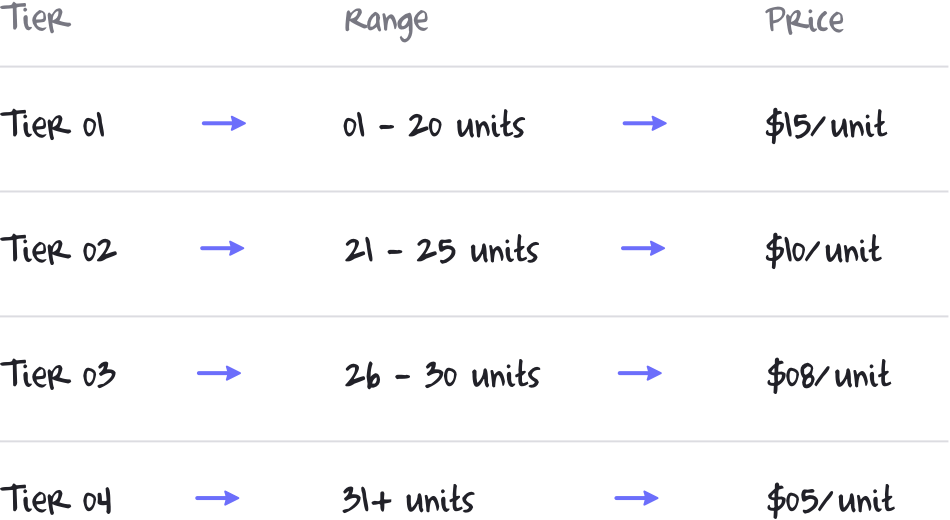 Tier Range Price
Tier 01 → 01 - 20 units → $15/unit
Tier 02 → 21 - 25 units → $10/unit
Tier 03 → 26 - 30 units → $08/unit
Tier 04 → 31+ units → $05/unit